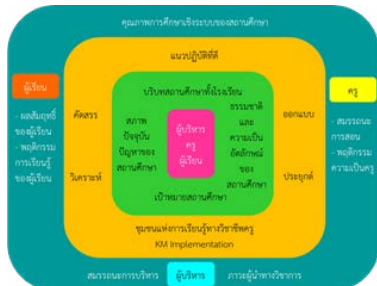 คุณภาพการศึกษาเชิงระบบของสถานศึกษา
แนวปฏิบัติที่ดี
ผู้เรียน
- ผลสัมฤทธิ์
ของผู้เรียน
- พฤติกรรม
การเรียนรู้
ของผู้เรียน
คัดสรร
วิเคราะห์
บริบทสถานศึกษาทั้งโรงเรียน
สภาพ
ปัจจุบัน
ปัญหาของ
สถานศึกษา
ผู้บริหาร
ครู
ผู้เรียน
ธรรมชาติ
และ
ความเป็น
อัตลักษณ์
ของ
สถานศึกษา
เป้าหมายสถานศึกษา
ออกแบบ
ประยุกต์
ครู
- สมรรถนะ
การสอน
- พฤติกรรม
ความเป็นครู
ชุมชนแห่งการเรียนรู้ทางวิชาชีพครู
KM Implementation
สมรรถนะการบริหาร ผู้บริหาร ภาวะผู้นำทางวิชาการ